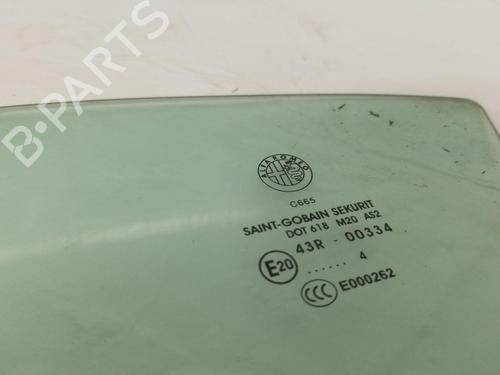 B-PARTS
ALFA ROMEO
C665
SAINT-GOBAIN SEKURIT
DOT 618 M20 AS2
43R - 00334
E20 ...... 4
CCC E000262